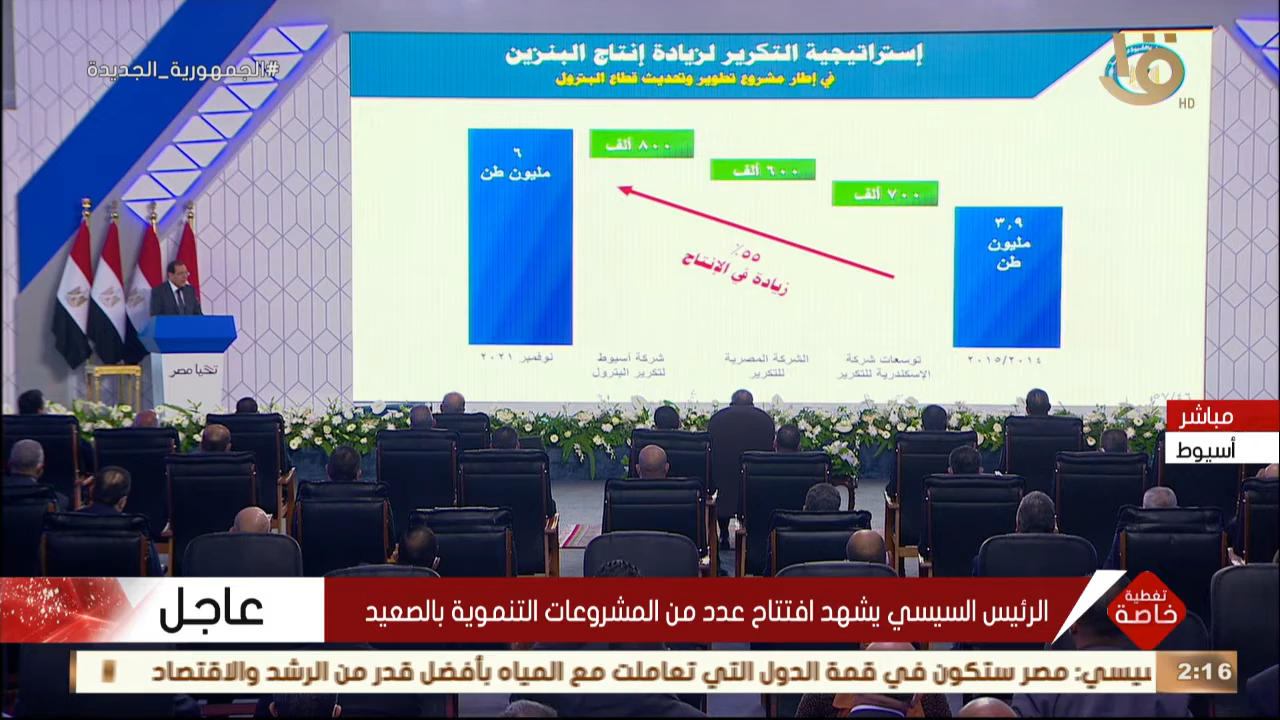 #الجمهورية_الجديدة
إستراتيجية التكرير لزيادة إنتاج البنزين
في إطار مشروع تطوير وتحديث قطاع البترول
HD
٦
مليون طن
٨٠٠ ألف
٦٠٠ ألف
٧٠٠ ألف
٣,٩
مليون
طن
٥٥٪
زيادة في الإنتاج
٢٠١٥/٢٠١٤
توسعات شركة
الإسكندرية للتكرير
الشركة المصرية
للتكرير
شركة أسيوط
لتكرير البترول
نوفمبر ٢٠٢١
تحيا مصر
مباشر
أسيوط
تغطية
خاصة
الرئيس السيسي يشهد افتتاح عدد من المشروعات التنموية بالصعيد
عاجل
2:16
يسي: مصر ستكون في قمة الدول التي تعاملت مع المياه بأفضل قدر من الرشد والاقتصاد